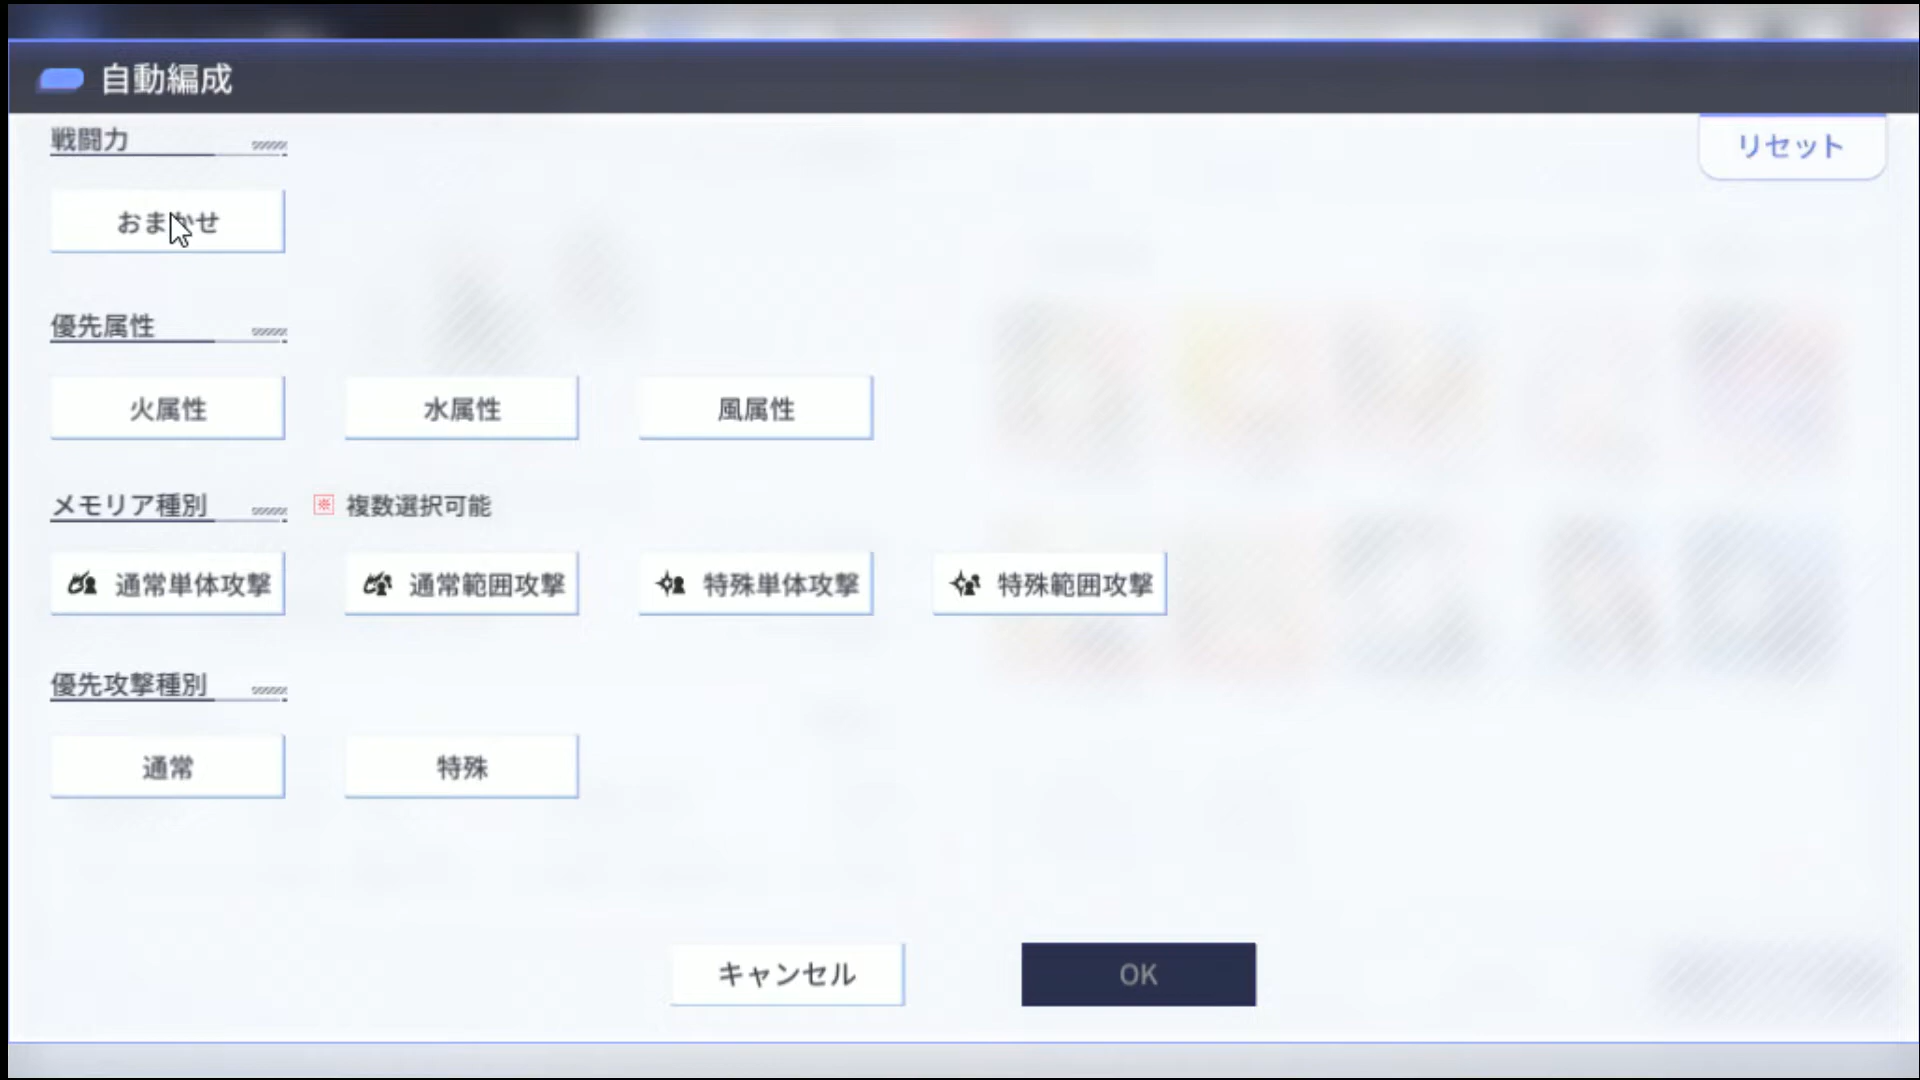 自動編成
戦闘力
リセット
おまかせ
優先属性
火属性 水属性 風属性
メモリア種別 ※ 複数選択可能
通常単体攻撃 通常範囲攻撃 特殊単体攻撃 特殊範囲攻撃
優先攻撃種別
通常 特殊
キャンセル OK